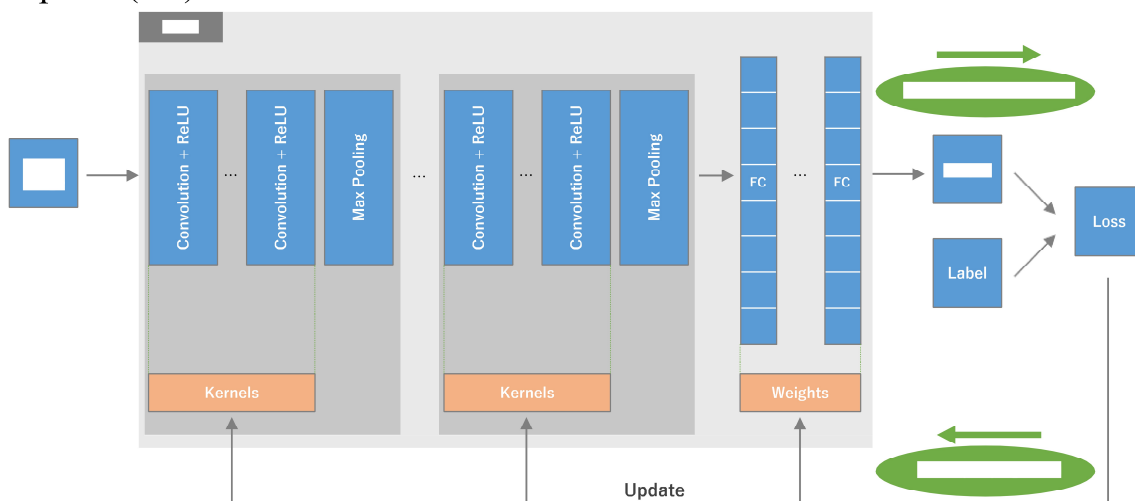 Convolution + ReLU
...
Convolution + ReLU
Max Pooling
...
Convolution + ReLU
...
Convolution + ReLU
Max Pooling
FC
...
FC
Label
Loss
Kernels
Kernels
Weights
Update